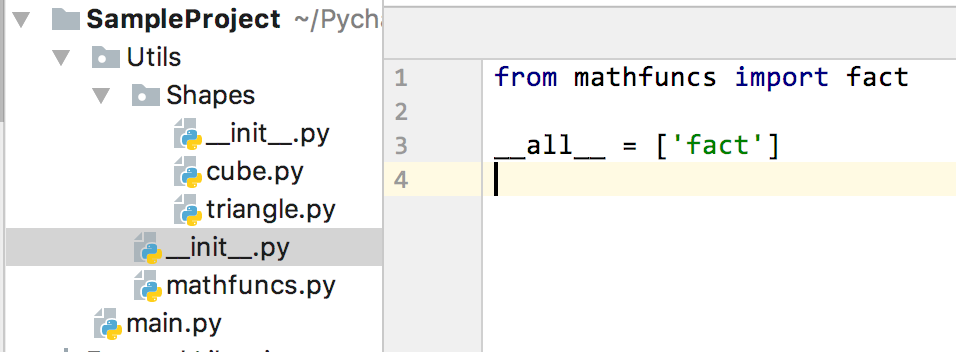 SampleProject ~/Pycha
Utils
Shapes
__init__.py
cube.py
triangle.py
__init__.py
mathfuncs.py
main.py
1 from mathfuncs import fact
2
3 __all__ = ['fact']
4